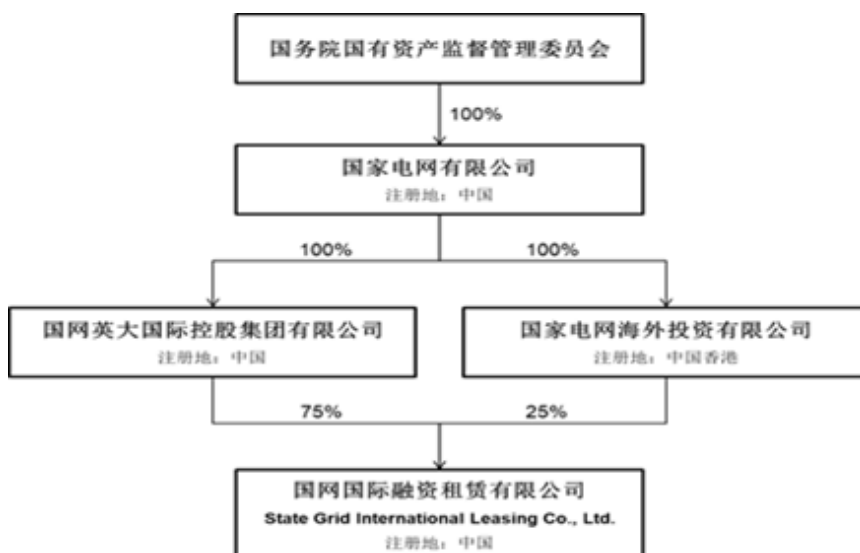 国务院国有资产监督管理委员会
100%
国家电网有限公司
注册地：中国
100%
100%
国网英大国际控股集团有限公司
注册地：中国
国家电网海外投资有限公司
注册地：中国香港
75%
25%
国网国际融资租赁有限公司
State Grid International Leasing Co., Ltd.
注册地：中国